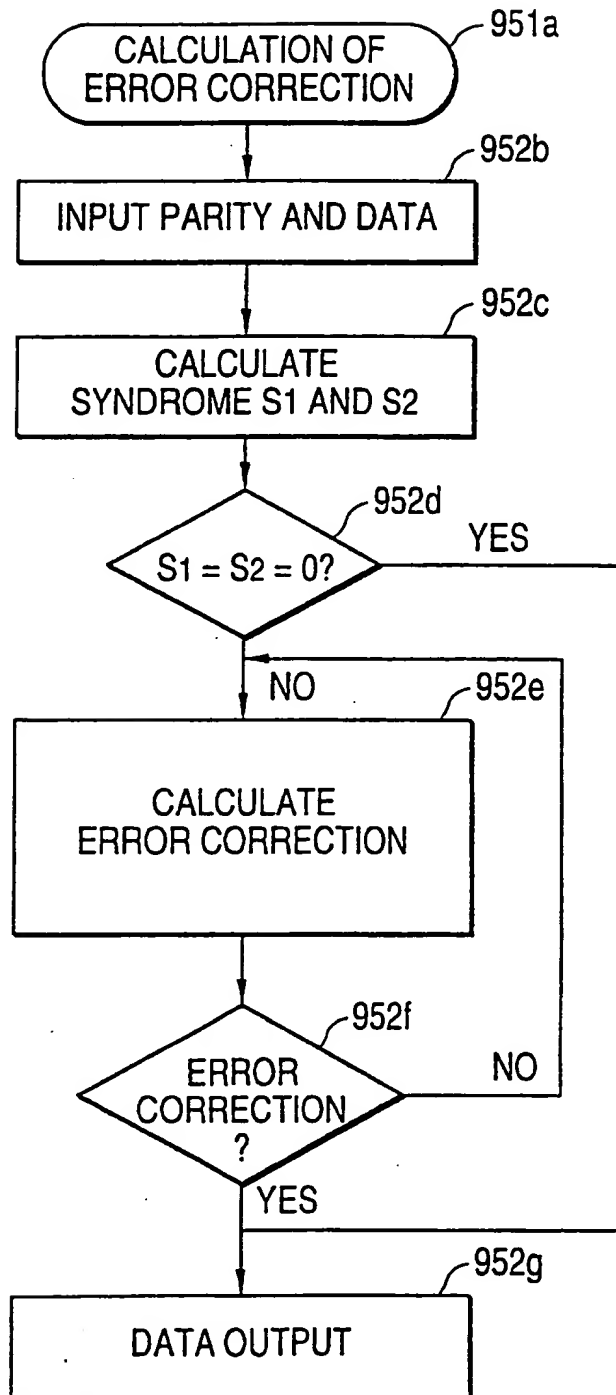 951a
CALCULATION OF
ERROR CORRECTION
952b
INPUT PARITY AND DATA
952c
CALCULATE
SYNDROME S1 AND S2
952d
S1 = S2 = 0?
YES
NO
952e
CALCULATE
ERROR CORRECTION
952f
ERROR
CORRECTION
?
NO
YES
952g
DATA OUTPUT